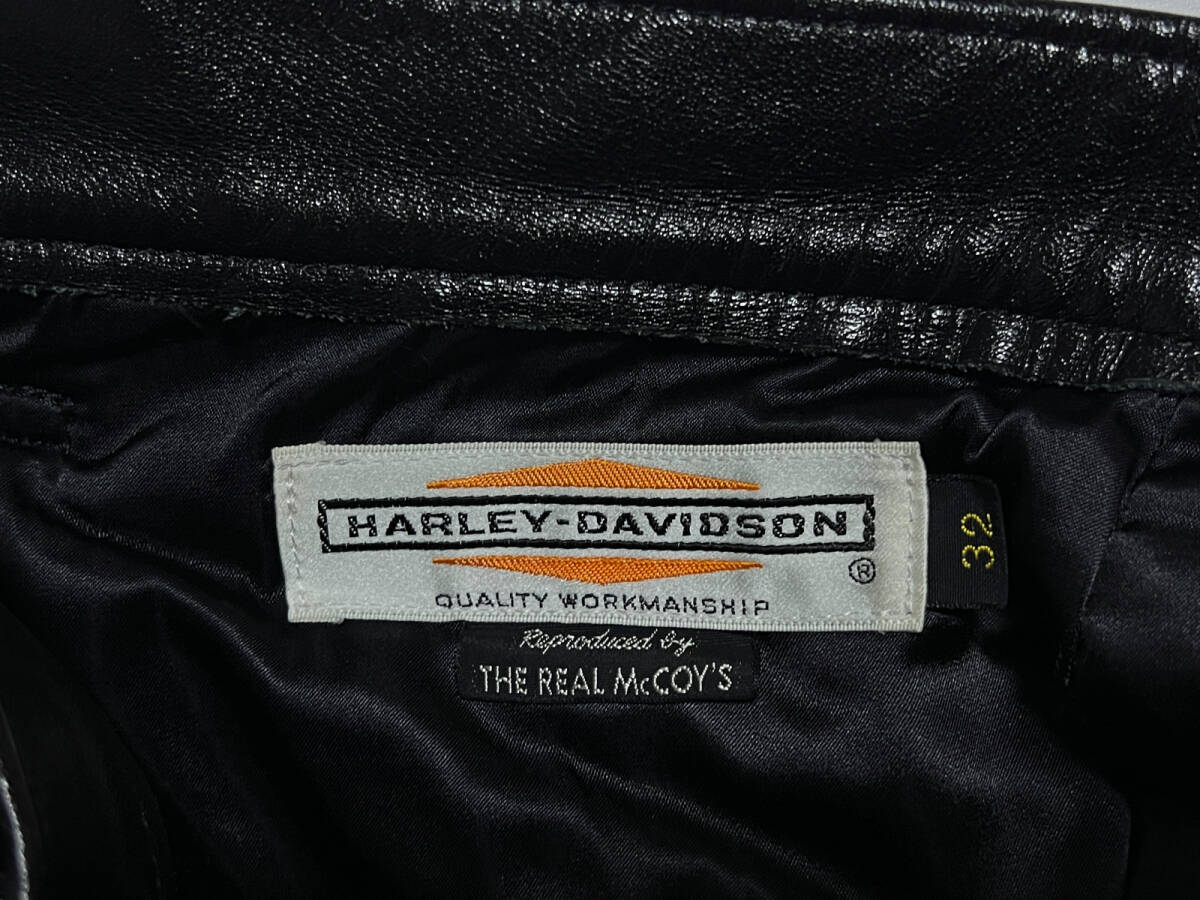 HARLEY-DAVIDSON
®
QUALITY WORKMANSHIP
32
Reproduced by
THE REAL McCOY'S